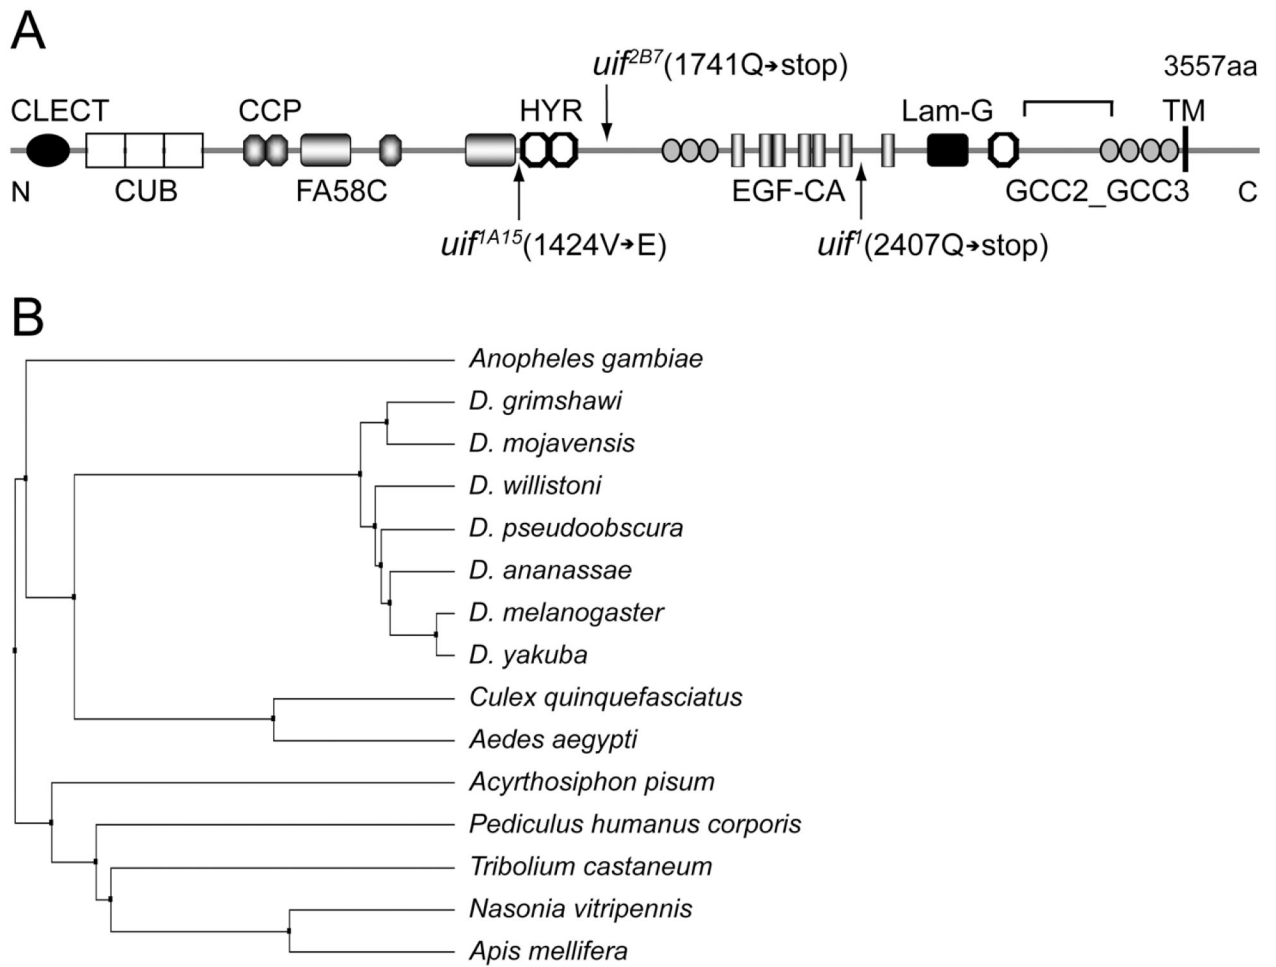 A
uif2B7(1741Q→stop)
3557aa
CLECT
CCP
HYR
Lam-G
TM
N
CUB
FA58C
EGF-CA
GCC2_GCC3
C
uif1A15(1424V→E)
uif1(2407Q→stop)
B
Anopheles gambiae
D. grimshawi
D. mojavensis
D. willistoni
D. pseudoobscura
D. ananassae
D. melanogaster
D. yakuba
Culex quinquefasciatus
Aedes aegypti
Acyrthosiphon pisum
Pediculus humanus corporis
Tribolium castaneum
Nasonia vitripennis
Apis mellifera